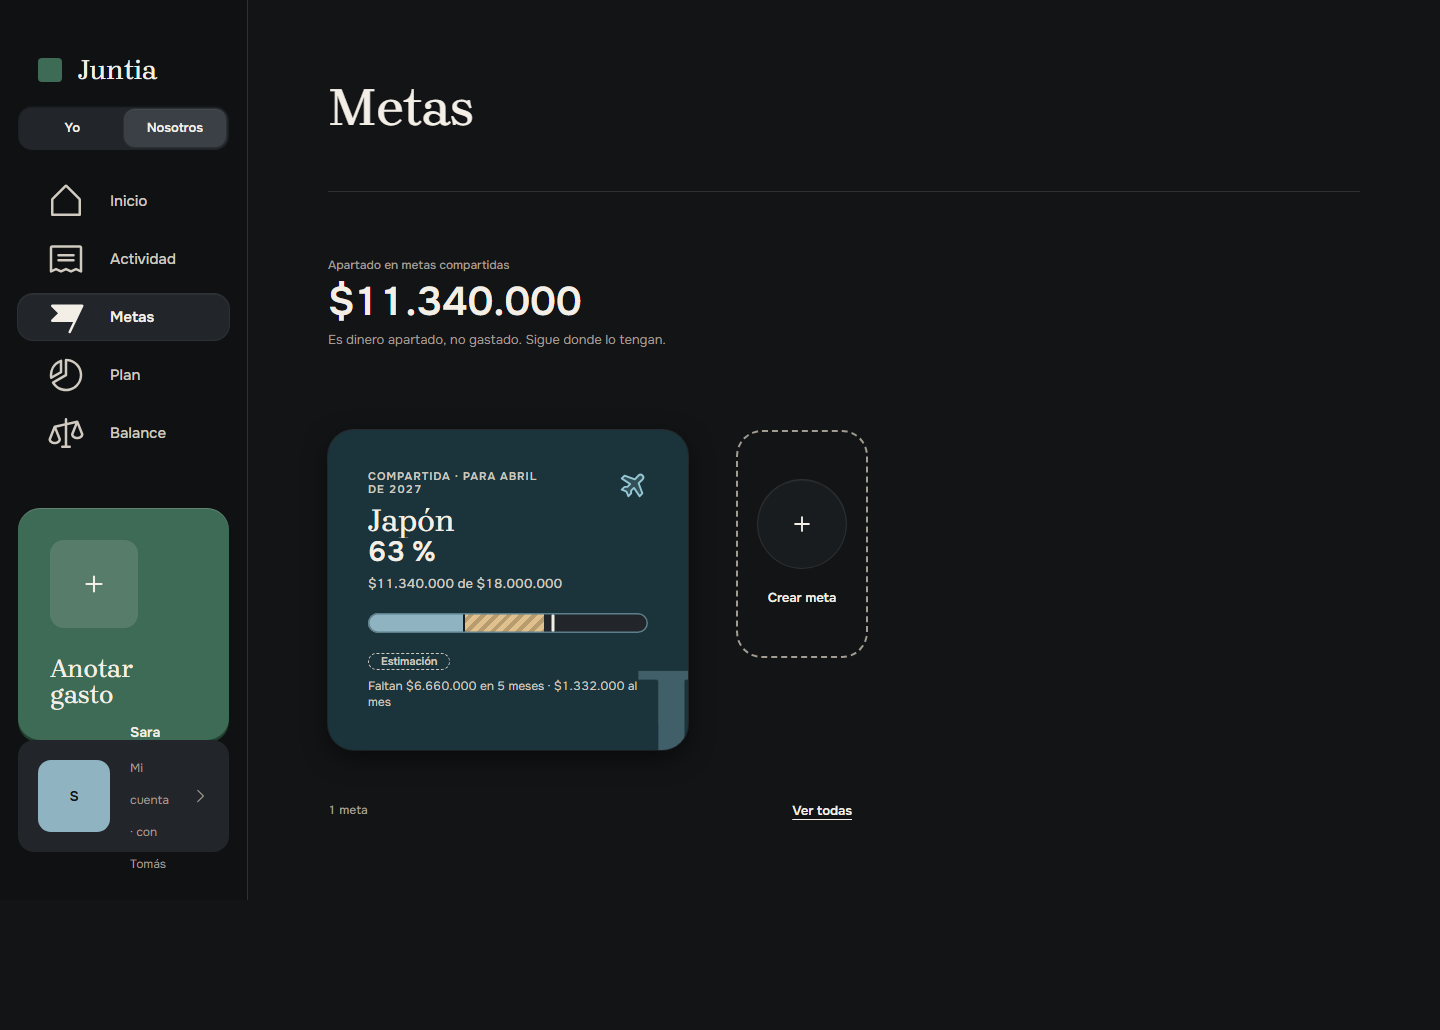 Juntia
Yo
Nosotros
Inicio
Actividad
Metas
Plan
Balance
+
Anotar
gasto
S
Sara
Mi
cuenta
· con
Tomás
Metas
Apartado en metas compartidas
$11.340.000
Es dinero apartado, no gastado. Sigue donde lo tengan.
COMPARTIDA · PARA ABRIL
DE 2027
Japón
63 %
$11.340.000 de $18.000.000
Estimación
Faltan $6.660.000 en 5 meses · $1.332.000 al
mes
J
+
Crear meta
1 meta
Ver todas